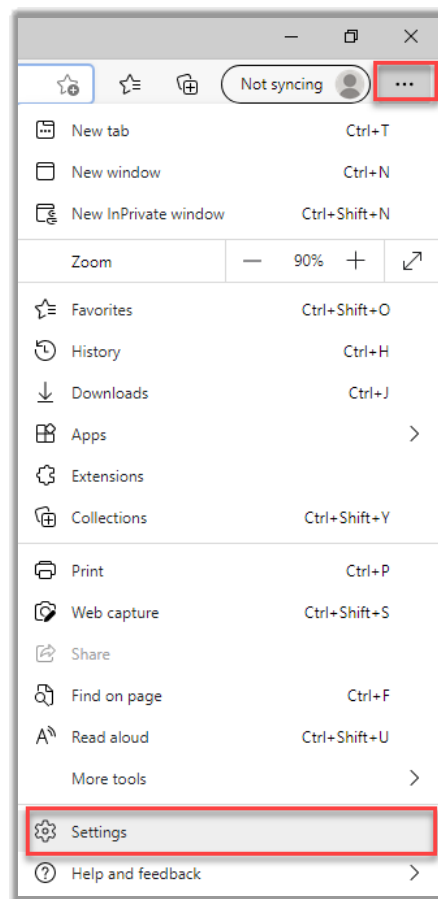 Not syncing
New tab Ctrl+T
New window Ctrl+N
New InPrivate window Ctrl+Shift+N
Zoom 90%
Favorites Ctrl+Shift+O
History Ctrl+H
Downloads Ctrl+J
Apps
Extensions
Collections Ctrl+Shift+Y
Print Ctrl+P
Web capture Ctrl+Shift+S
Share
Find on page Ctrl+F
Read aloud Ctrl+Shift+U
More tools
Settings
Help and feedback